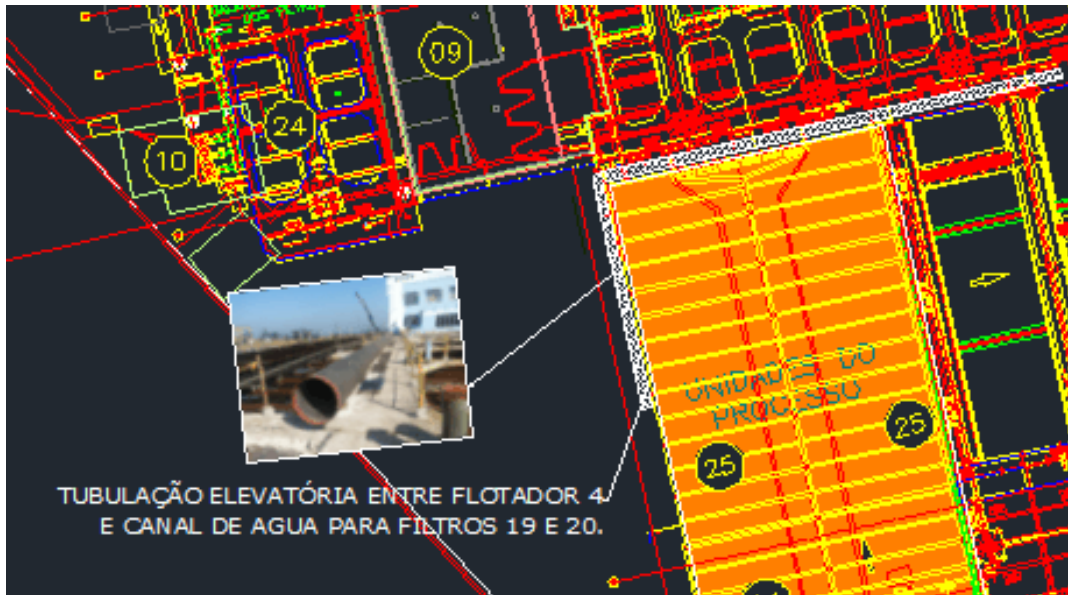 09
24
10
UNIDADES DO
PROCESSO
25
25
TUBULAÇÃO ELEVATÓRIA ENTRE FLOTADOR 4
E CANAL DE AGUA PARA FILTROS 19 E 20.